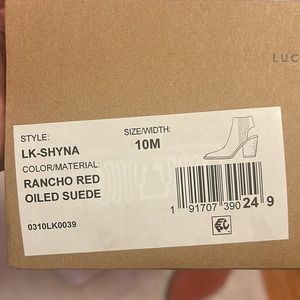 LUC
STYLE:
LK-SHYNA
SIZE/WIDTH:
10M
COLOR/MATERIAL:
RANCHO RED
OILED SUEDE
0310LK0039
1 91707 390 24 9